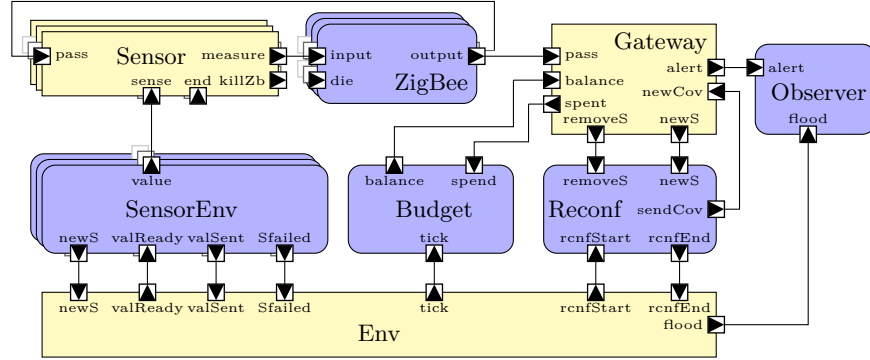 pass Sensor measure
killZb
sense end
input output
die
ZigBee
Gateway
pass
alert
balance
newCov
spent
removeS newS
alert
Observer
flood
value
SensorEnv
newS valReady valSent Sfailed
balance spend
Budget
tick
removeS newS
Reconf sendCov
rcnfStart rcnfEnd
newS valReady valSent Sfailed tick rcnfStart rcnfEnd
flood
Env